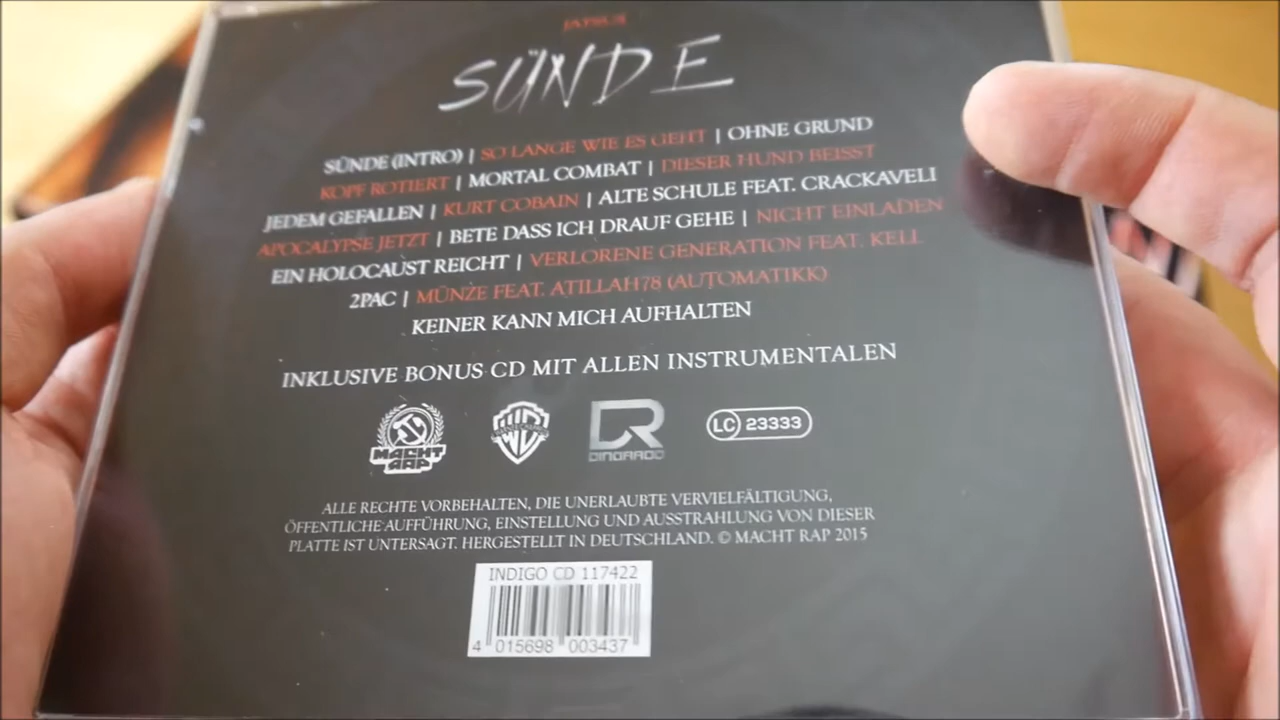 SÜNDE
SÜNDE (INTRO) | SO LANGE WIE ES GEHT | OHNE GRUND
KOPF ROTIERT | MORTAL COMBAT | DIESER HUND BEISST
JEDEM GEFALLEN | KURT COBAIN | ALTE SCHULE FEAT. CRACKAVELI
APOCALYPSE JETZT | BETE DASS ICH DRAUF GEHE | NICHT EINLADEN
EIN HOLOCAUST REICHT | VERLORENE GENERATION FEAT. KELL
2PAC | MÜNZE FEAT. ATILLAH78 (AUTOMATIKK)
KEINER KANN MICH AUFHALTEN
INKLUSIVE BONUS CD MIT ALLEN INSTRUMENTALEN
MACHT RAP
WB
DR
DINGRADO
LC 23333
ALLE RECHTE VORBEHALTEN, DIE UNERLAUBTE VERVIELFÄLTIGUNG,
ÖFFENTLICHE AUFFÜHRUNG, EINSTELLUNG UND AUSSTRAHLUNG VON DIESER
PLATTE IST UNTERSAGT. HERGESTELLT IN DEUTSCHLAND. © MACHT RAP 2015
INDIGO CD 117422
4 015698 003437